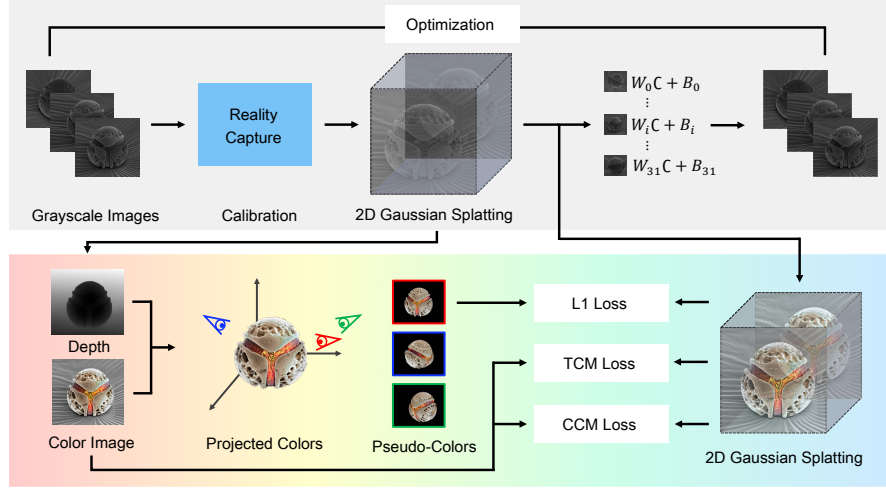 Optimization
Reality
Capture
W₀C + B₀
⋮
WᵢC + Bᵢ
⋮
W₃₁C + B₃₁
Grayscale Images
Calibration
2D Gaussian Splatting
Depth
Color Image
Projected Colors
Pseudo-Colors
L1 Loss
TCM Loss
CCM Loss
2D Gaussian Splatting